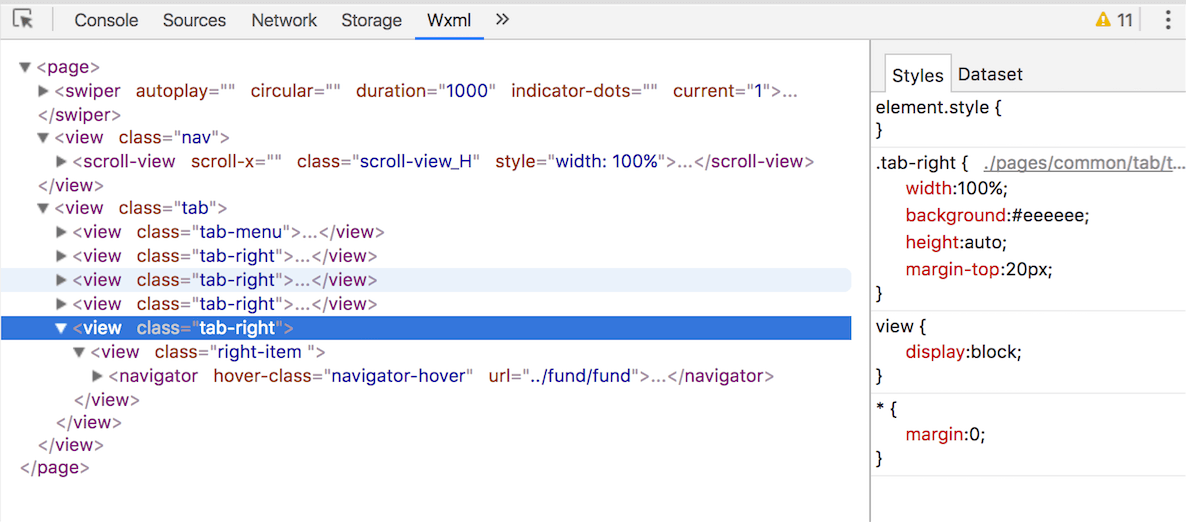 Console Sources Network Storage Wxml » 11
<page>
<swiper autoplay="" circular="" duration="1000" indicator-dots="" current="1">...
</swiper>
<view class="nav">
<scroll-view scroll-x="" class="scroll-view_H" style="width: 100%">...</scroll-view>
</view>
<view class="tab">
<view class="tab-menu">...</view>
<view class="tab-right">...</view>
<view class="tab-right">...</view>
<view class="tab-right">...</view>
<view class="tab-right">
<view class="right-item ">
<navigator hover-class="navigator-hover" url="../fund/fund">...</navigator>
</view>
</view>
</view>
</page>
Styles Dataset
element.style {
}
.tab-right { ./pages/common/tab/t...
width:100%;
background:#eeeeee;
height:auto;
margin-top:20px;
}
view {
display:block;
}
* {
margin:0;
}